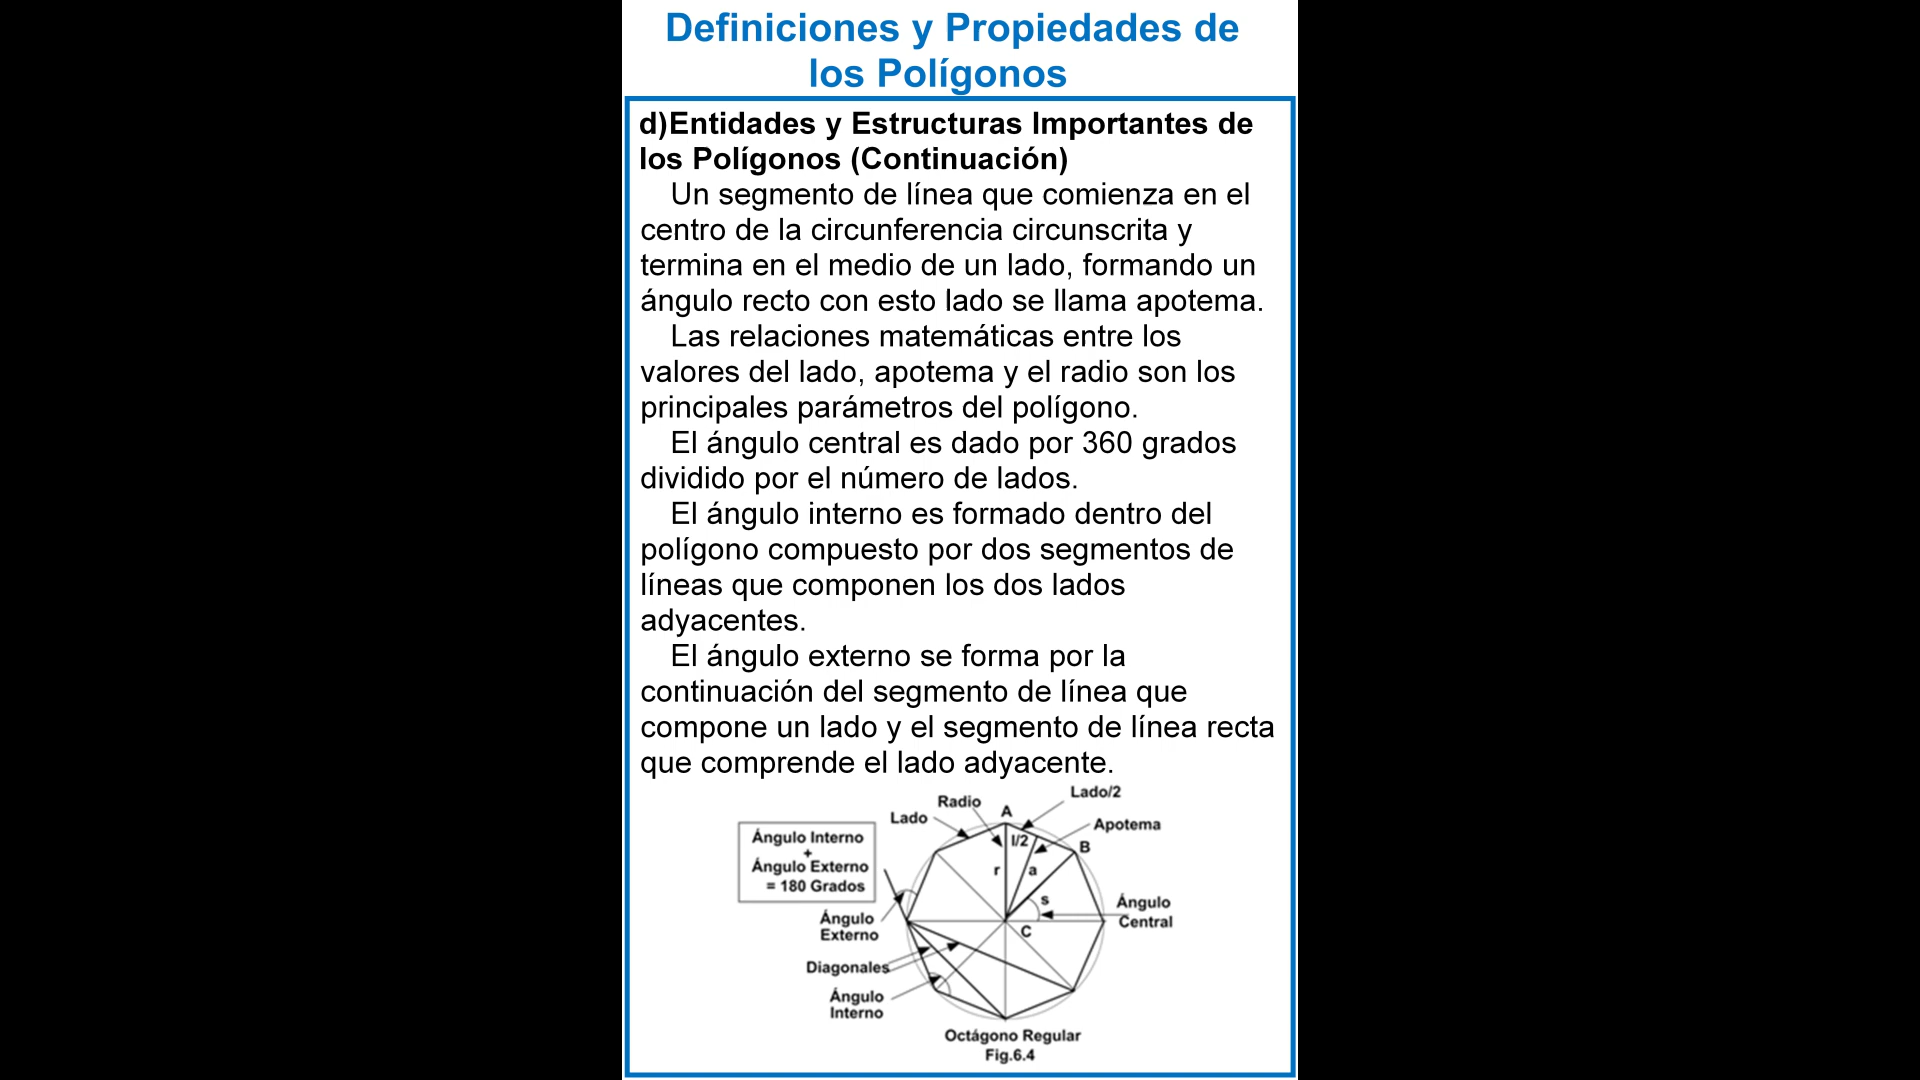 Definiciones y Propiedades de
los Polígonos
d)Entidades y Estructuras Importantes de
los Polígonos (Continuación)
Un segmento de línea que comienza en el
centro de la circunferencia circunscrita y
termina en el medio de un lado, formando un
ángulo recto con esto lado se llama apotema.
Las relaciones matemáticas entre los
valores del lado, apotema y el radio son los
principales parámetros del polígono.
El ángulo central es dado por 360 grados
dividido por el número de lados.
El ángulo interno es formado dentro del
polígono compuesto por dos segmentos de
líneas que componen los dos lados
adyacentes.
El ángulo externo se forma por la
continuación del segmento de línea que
compone un lado y el segmento de línea recta
que comprende el lado adyacente.
Lado/2
Radio
A
Lado
Apotema
Ángulo Interno
+
Ángulo Externo
= 180 Grados
l/2
B
r
a
s
Ángulo
Central
Ángulo
Externo
C
Diagonales
Ángulo
Interno
Octágono Regular
Fig.6.4